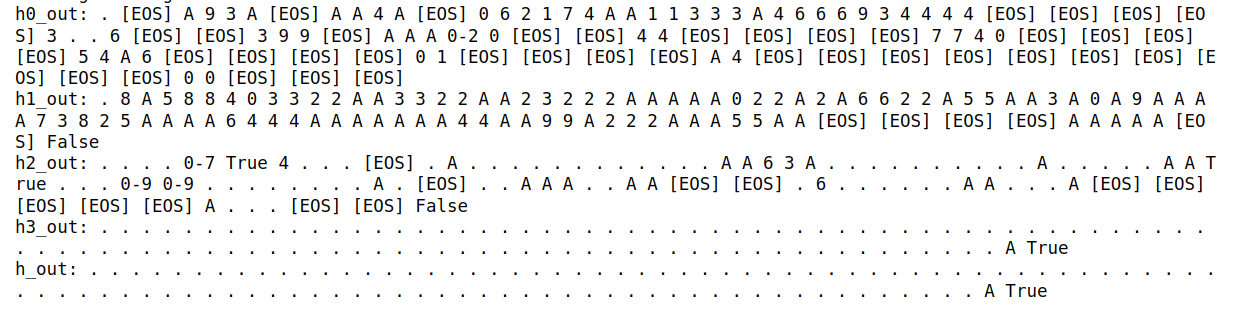 h0_out: . [EOS] A 9 3 A [EOS] A A 4 A [EOS] 0 6 2 1 7 4 A A 1 1 3 3 3 A 4 6 6 6 9 3 4 4 4 4 [EOS] [EOS] [EOS] [EO
S] 3 . . 6 [EOS] [EOS] 3 9 9 [EOS] A A A 0-2 0 [EOS] [EOS] 4 4 [EOS] [EOS] [EOS] [EOS] 7 7 4 0 [EOS] [EOS] [EOS]
[EOS] 5 4 A 6 [EOS] [EOS] [EOS] [EOS] 0 1 [EOS] [EOS] [EOS] [EOS] A 4 [EOS] [EOS] [EOS] [EOS] [EOS] [EOS] [EOS] [E
OS] [EOS] [EOS] 0 0 [EOS] [EOS] [EOS]
h1_out: . 8 A 5 8 8 4 0 3 3 2 2 A A 3 3 2 2 A A 2 3 2 2 2 A A A A A 0 2 2 A 2 A 6 6 2 2 A 5 5 A A 3 A 0 A 9 A A A
A 7 3 8 2 5 A A A A 6 4 4 4 A A A A A A A 4 4 A A 9 9 A 2 2 2 A A A 5 5 A A [EOS] [EOS] [EOS] [EOS] A A A A A [EO
S] False
h2_out: . . . . 0-7 True 4 . . . [EOS] . A . . . . . . . . . . . . A A 6 3 A . . . . . . . . . . A . . . . . A A T
rue . . . 0-9 0-9 . . . . . . . . A . [EOS] . . A A A . . A A [EOS] [EOS] . 6 . . . . . . A A . . . A [EOS] [EOS]
[EOS] [EOS] [EOS] A . . . [EOS] [EOS] False
h3_out: . . . . . . . . . . . . . . . . . . . . . . . . . . . . . . . . . . . . . . . . . . . . . . . . . . . . .
. . . . . . . . . . . . . . . . . . . . . . . . . . . . . . . . . . . . . . . . . . . . . . . A True
h_out: . . . . . . . . . . . . . . . . . . . . . . . . . . . . . . . . . . . . . . . . . . . . . . . . . . . . . .
. . . . . . . . . . . . . . . . . . . . . . . . . . . . . . . . . . . . . . . . . . . . . . A True